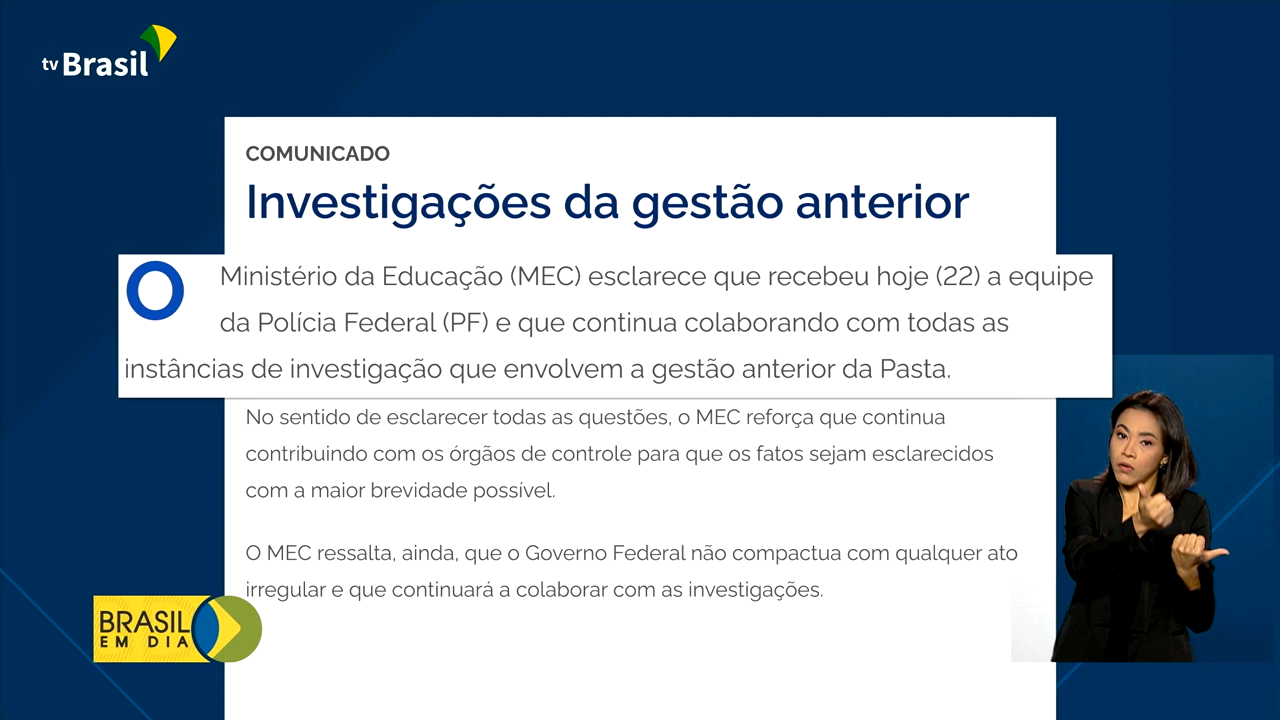 tv Brasil
COMUNICADO
Investigações da gestão anterior
O Ministério da Educação (MEC) esclarece que recebeu hoje (22) a equipe
da Polícia Federal (PF) e que continua colaborando com todas as
instâncias de investigação que envolvem a gestão anterior da Pasta.
No sentido de esclarecer todas as questões, o MEC reforça que continua
contribuindo com os órgãos de controle para que os fatos sejam esclarecidos
com a maior brevidade possível.
O MEC ressalta, ainda, que o Governo Federal não compactua com qualquer ato
irregular e que continuará a colaborar com as investigações.
BRASIL
EM DIA